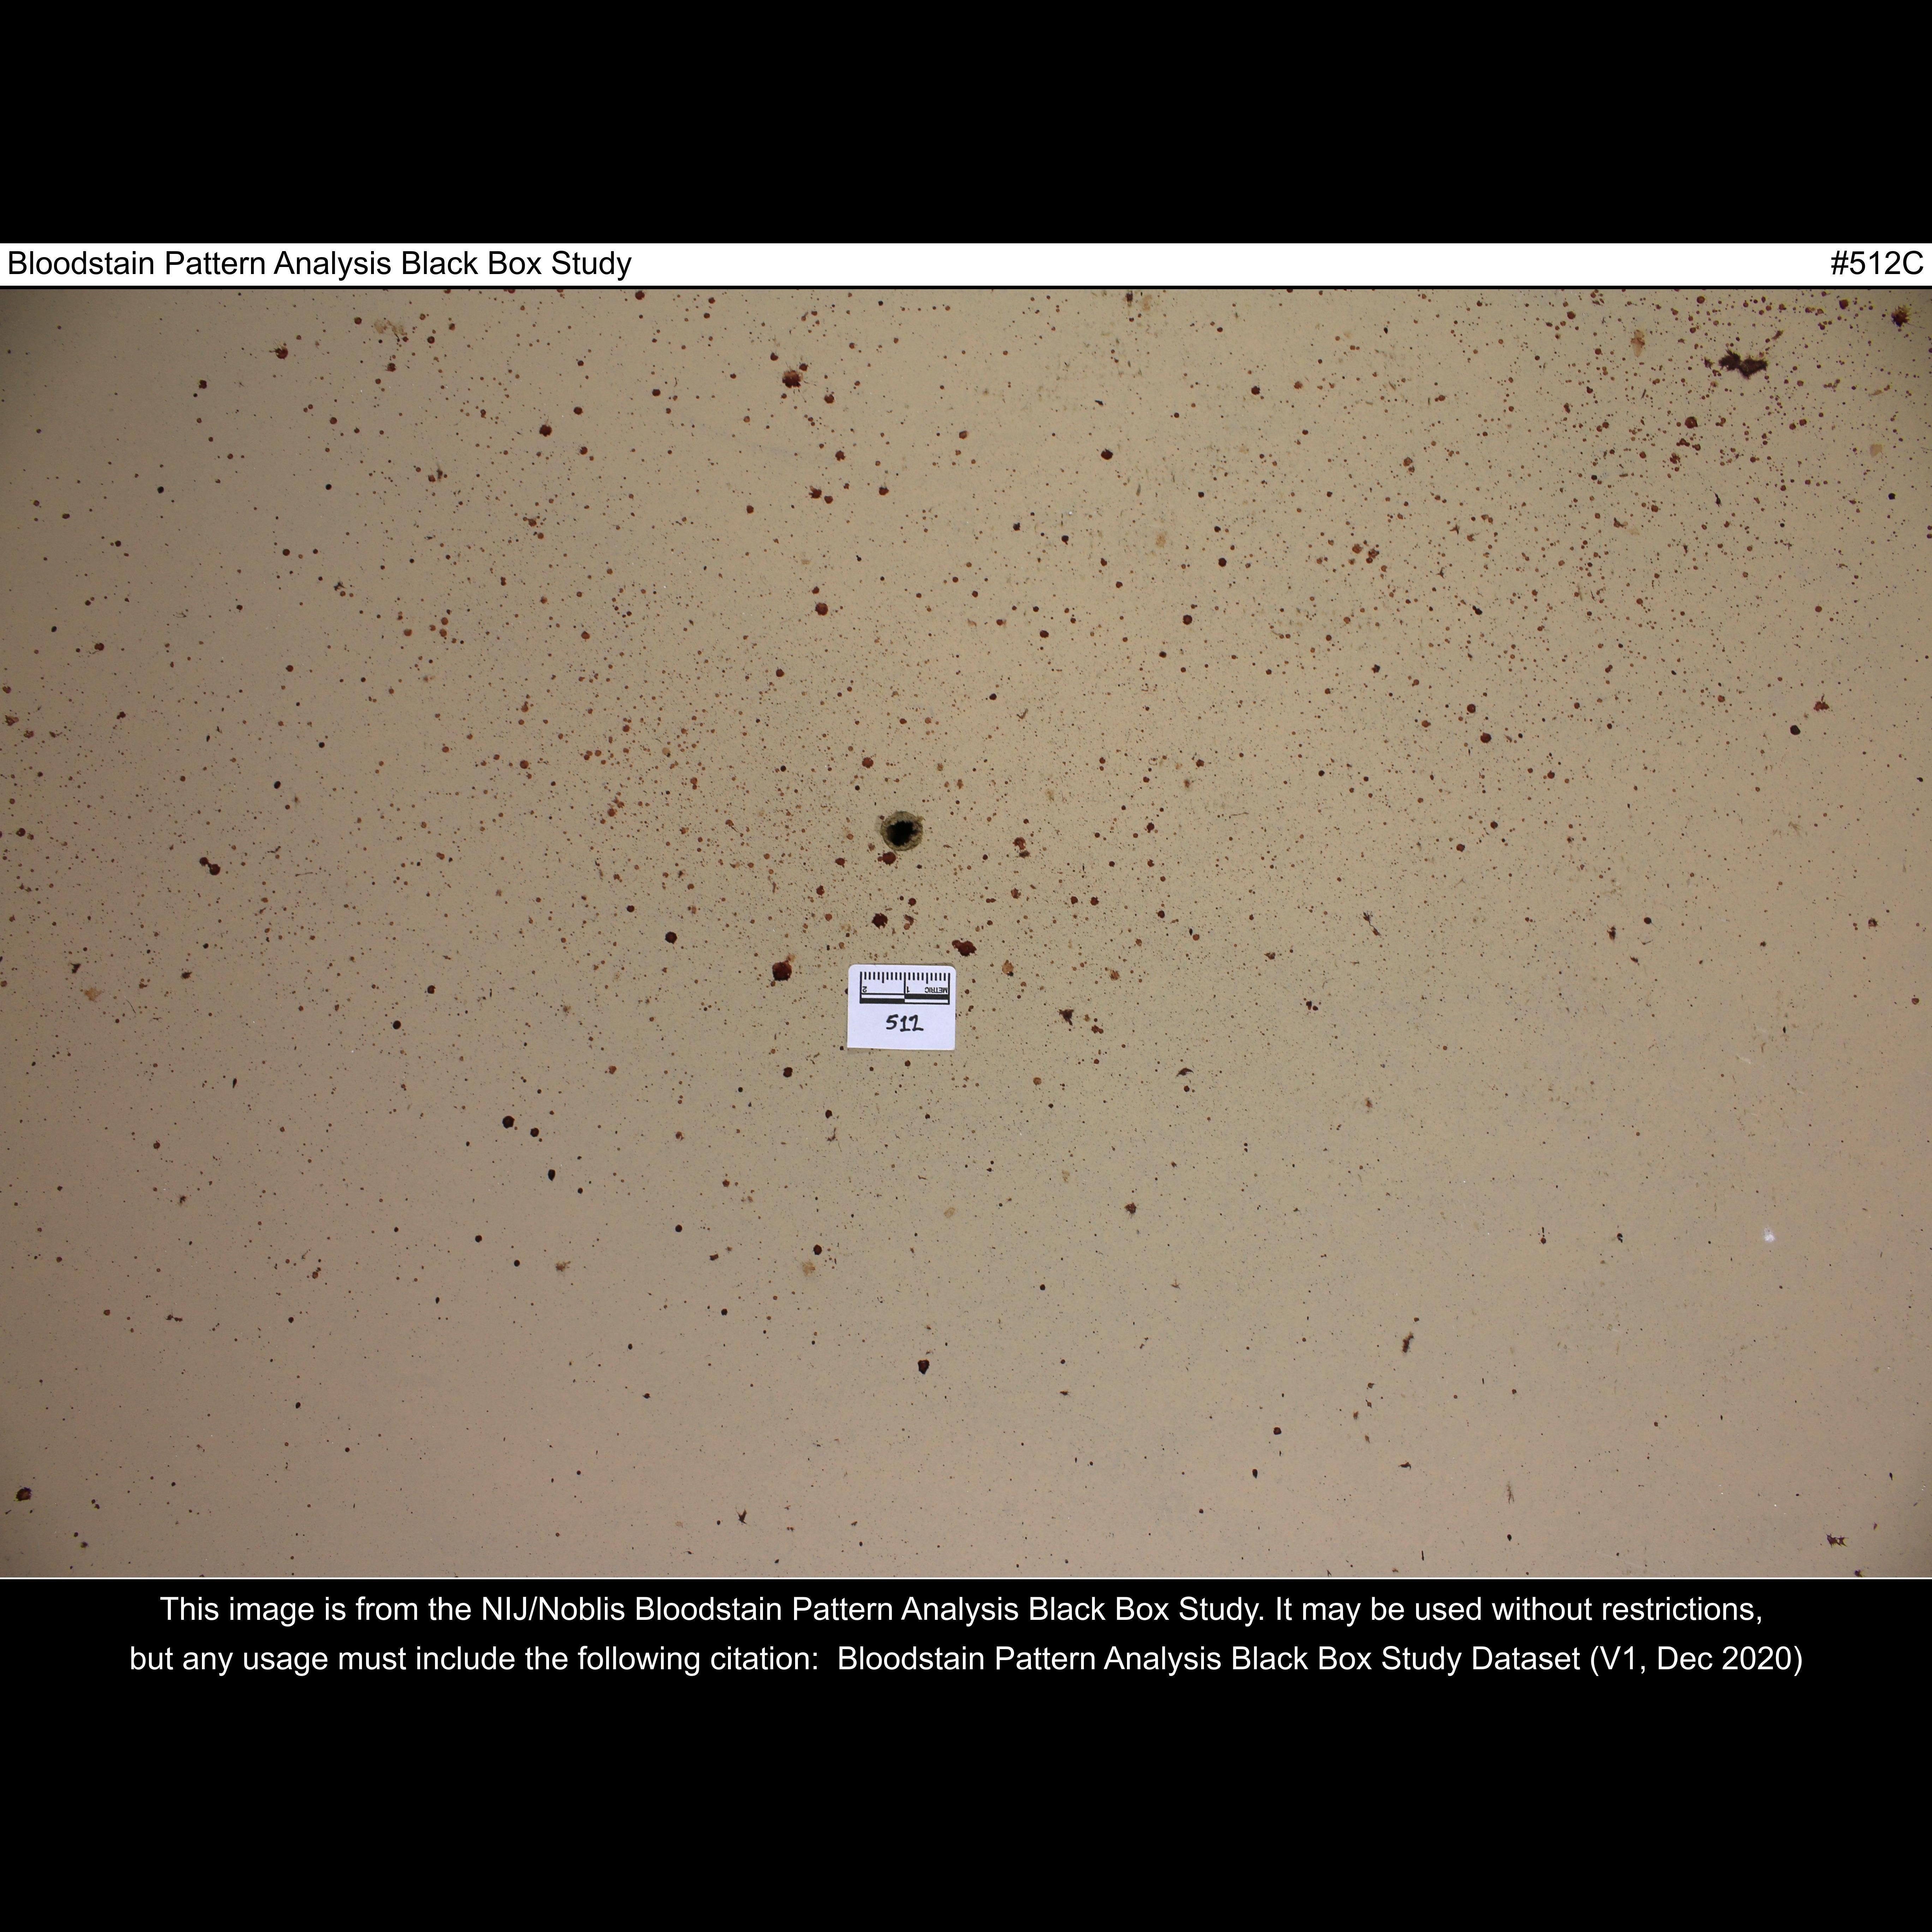 Bloodstain Pattern Analysis Black Box Study #512C
2 1 METRIC
512
This image is from the NIJ/Noblis Bloodstain Pattern Analysis Black Box Study. It may be used without restrictions,
but any usage must include the following citation: Bloodstain Pattern Analysis Black Box Study Dataset (V1, Dec 2020)